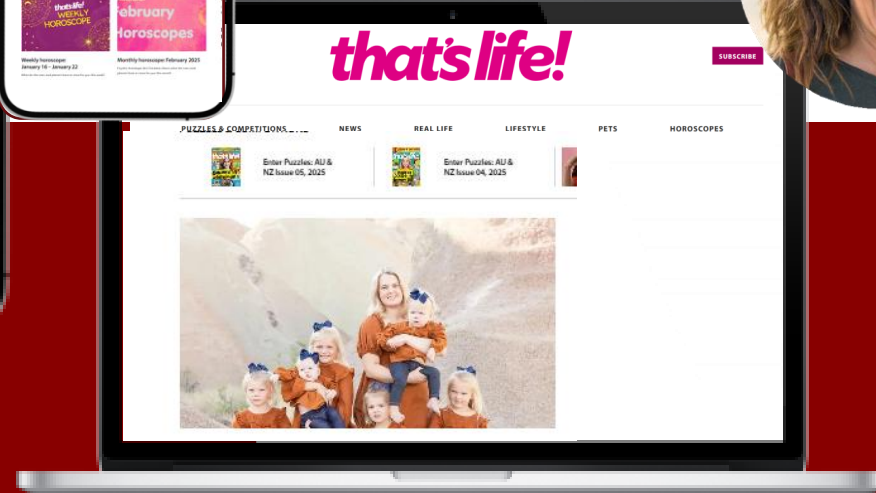 that's life!
WEEKLY
HOROSCOPE
February
Horoscopes
Weekly horoscope:
January 16 – January 22
Monthly horoscope: February 2025
that's life!
SUBSCRIBE
PUZZLES & COMPETITIONS
NEWS
REAL LIFE
LIFESTYLE
PETS
HOROSCOPES
Enter Puzzles: AU &
NZ Issue 05, 2025
Enter Puzzles: AU &
NZ Issue 04, 2025